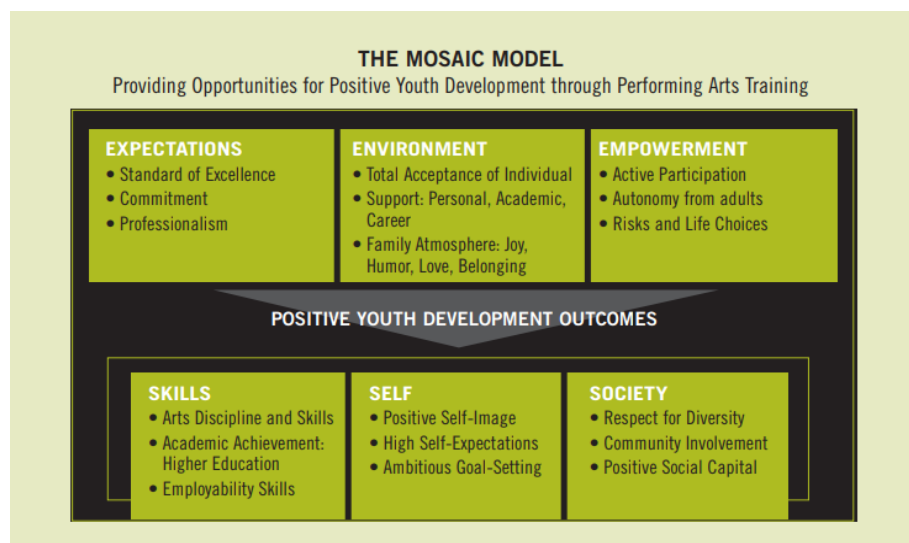 THE MOSAIC MODEL
Providing Opportunities for Positive Youth Development through Performing Arts Training
EXPECTATIONS
• Standard of Excellence
• Commitment
• Professionalism
ENVIRONMENT
• Total Acceptance of Individual
• Support: Personal, Academic,
Career
• Family Atmosphere: Joy,
Humor, Love, Belonging
EMPOWERMENT
• Active Participation
• Autonomy from adults
• Risks and Life Choices
POSITIVE YOUTH DEVELOPMENT OUTCOMES
SKILLS
• Arts Discipline and Skills
• Academic Achievement:
Higher Education
• Employability Skills
SELF
• Positive Self-Image
• High Self-Expectations
• Ambitious Goal-Setting
SOCIETY
• Respect for Diversity
• Community Involvement
• Positive Social Capital